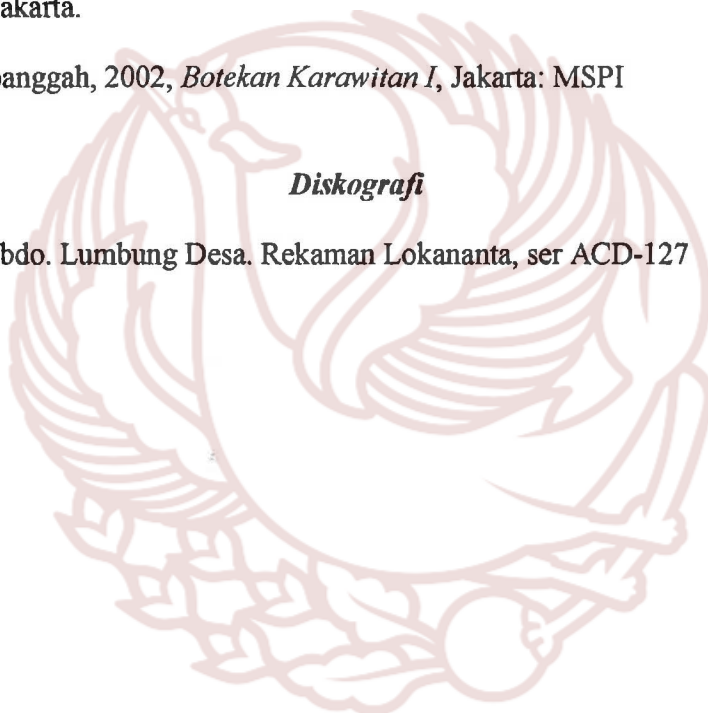 akarta.
anggah, 2002, Botekan Karawitan I, Jakarta: MSPI
Diskografi
bdo. Lumbung Desa. Rekaman Lokananta, ser ACD-127